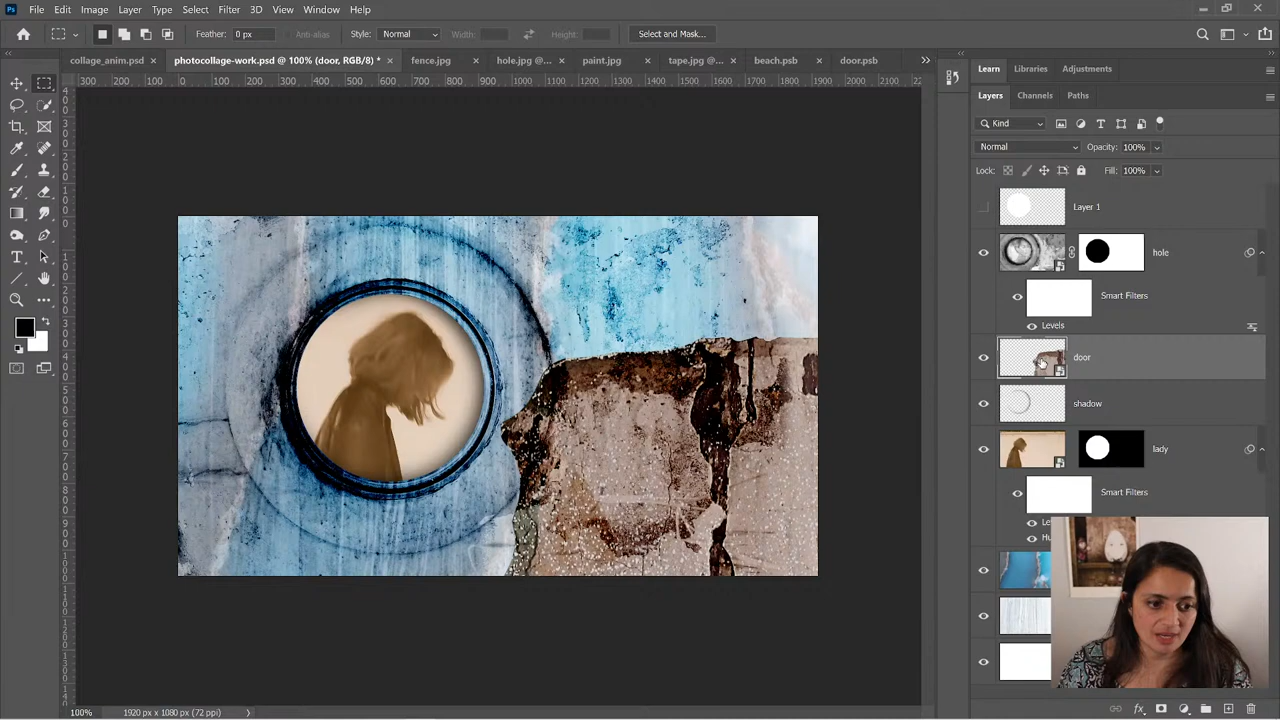 Ps File Edit Image Layer Type Select Filter 3D View Window Help
Feather: 0 px Anti-alias Style: Normal Width: Height: Select and Mask...
collage_anim.psd × photocollage-work.psd @ 100% (door, RGB/8) * × fence.jpg × hole.jpg @ ... × paint.jpg × tape.jpg @ ... × beach.psb × door.psb
300 200 100 0 100 200 300 400 500 600 700 800 900 1000 1100 1200 1300 1400 1500 1600 1700 1800 1900 2000 2100
Learn Libraries Adjustments
Layers Channels Paths
Kind
Normal Opacity: 100%
Lock: Fill: 100%
Layer 1
hole
Smart Filters
Levels
door
shadow
lady
Smart Filters
Le
Hu
100% 1920 px x 1080 px (72 ppi)
fx